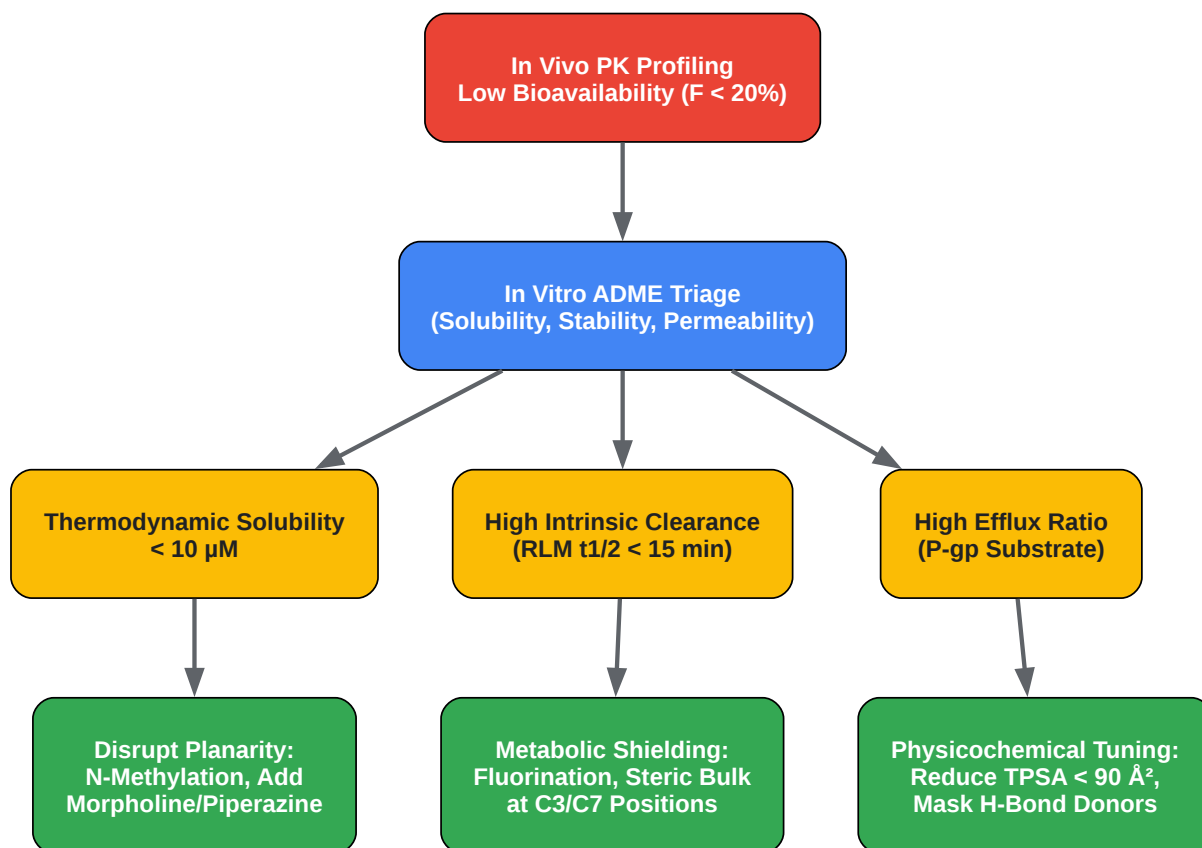 In Vivo PK Profiling
Low Bioavailability (F < 20%)
In Vitro ADME Triage
(Solubility, Stability, Permeability)
Thermodynamic Solubility
< 10 µM
High Intrinsic Clearance
(RLM t1/2 < 15 min)
High Efflux Ratio
(P-gp Substrate)
Disrupt Planarity:
N-Methylation, Add
Morpholine/Piperazine
Metabolic Shielding:
Fluorination, Steric Bulk
at C3/C7 Positions
Physicochemical Tuning:
Reduce TPSA < 90 Å²,
Mask H-Bond Donors